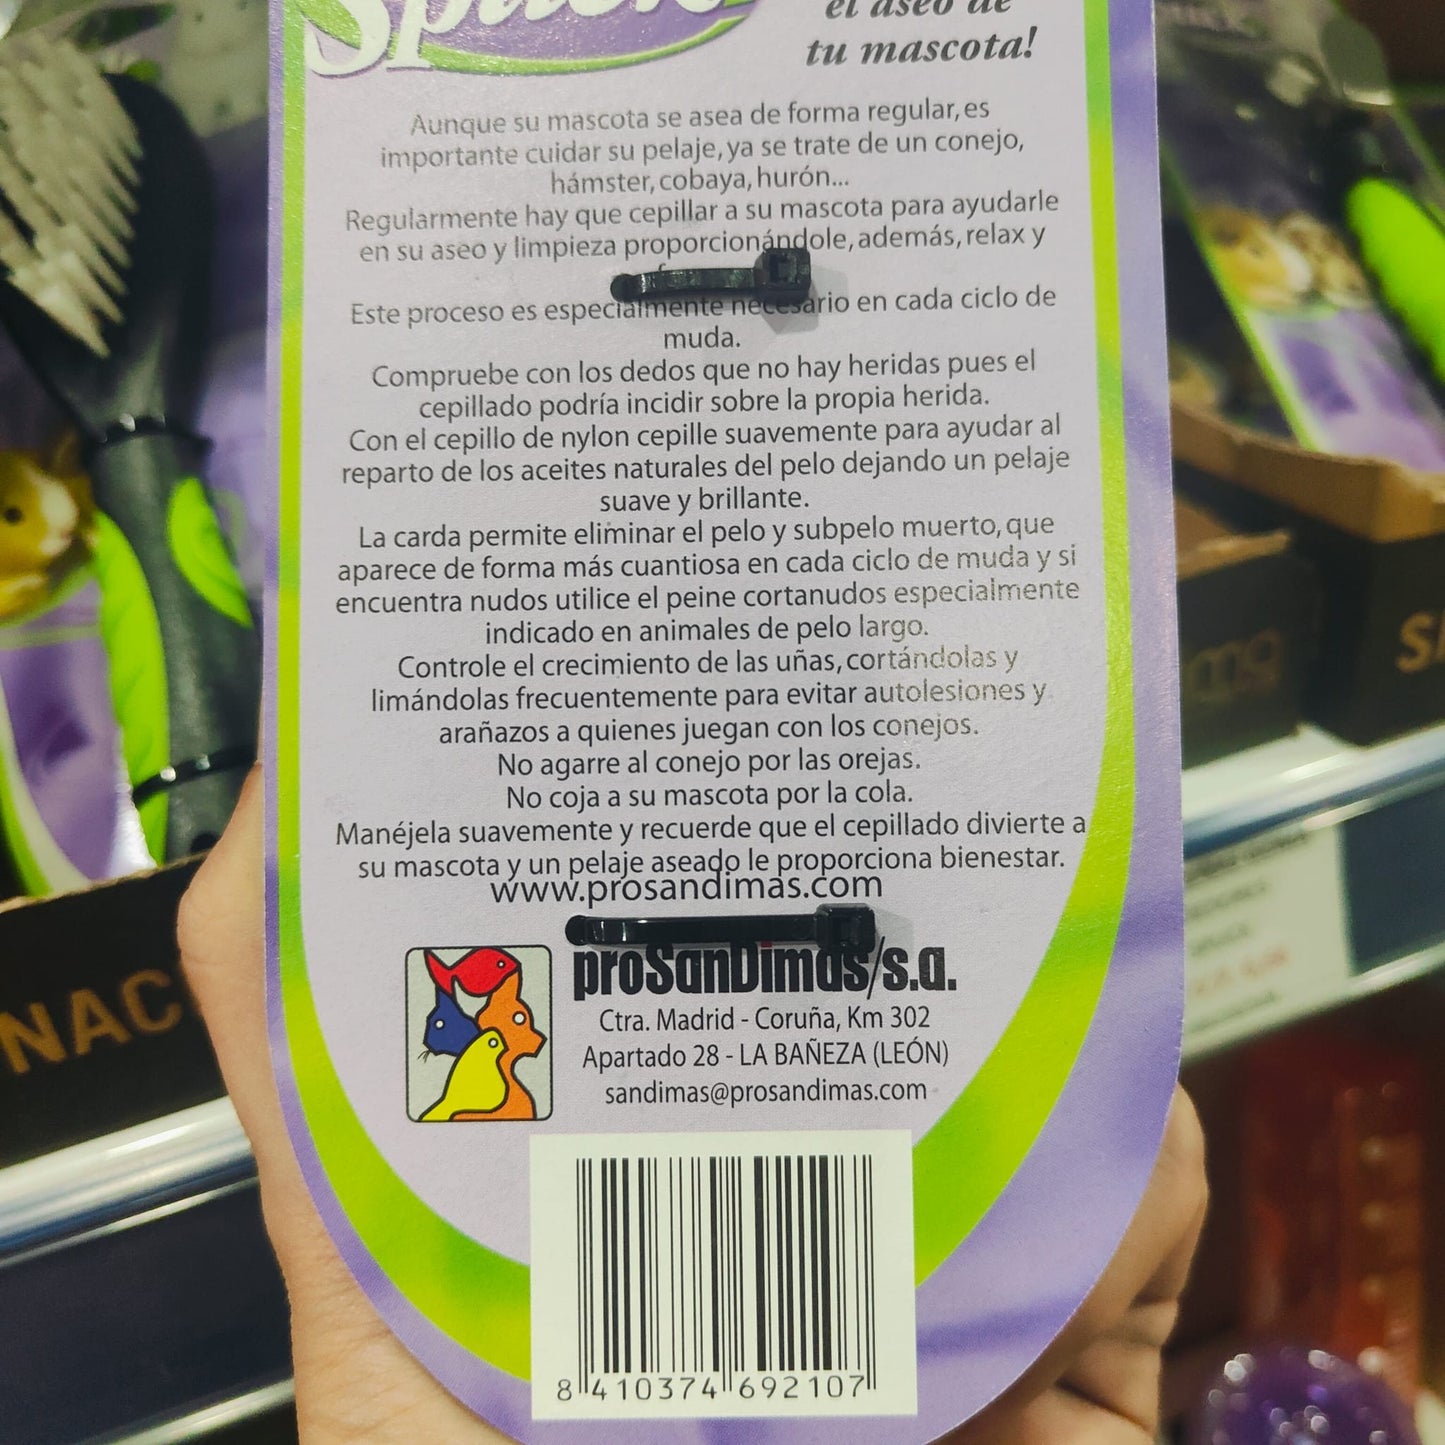 el aseo de
tu mascota!
Aunque su mascota se asea de forma regular, es
importante cuidar su pelaje, ya se trate de un conejo,
hámster, cobaya, hurón...
Regularmente hay que cepillar a su mascota para ayudarle
en su aseo y limpieza proporcionándole, además, relax y
Este proceso es especialmente necesario en cada ciclo de
muda.
Compruebe con los dedos que no hay heridas pues el
cepillado podría incidir sobre la propia herida.
Con el cepillo de nylon cepille suavemente para ayudar al
reparto de los aceites naturales del pelo dejando un pelaje
suave y brillante.
La carda permite eliminar el pelo y subpelo muerto, que
aparece de forma más cuantiosa en cada ciclo de muda y si
encuentra nudos utilice el peine cortanudos especialmente
indicado en animales de pelo largo.
Controle el crecimiento de las uñas, cortándolas y
limándolas frecuentemente para evitar autolesiones y
arañazos a quienes juegan con los conejos.
No agarre al conejo por las orejas.
No coja a su mascota por la cola.
Manéjela suavemente y recuerde que el cepillado divierte a
su mascota y un pelaje aseado le proporciona bienestar.
www.prosandimas.com
proSanDimas/s.a.
Ctra. Madrid - Coruña, Km 302
Apartado 28 - LA BAÑEZA (LEÓN)
sandimas@prosandimas.com
8 410374 692107
NAC